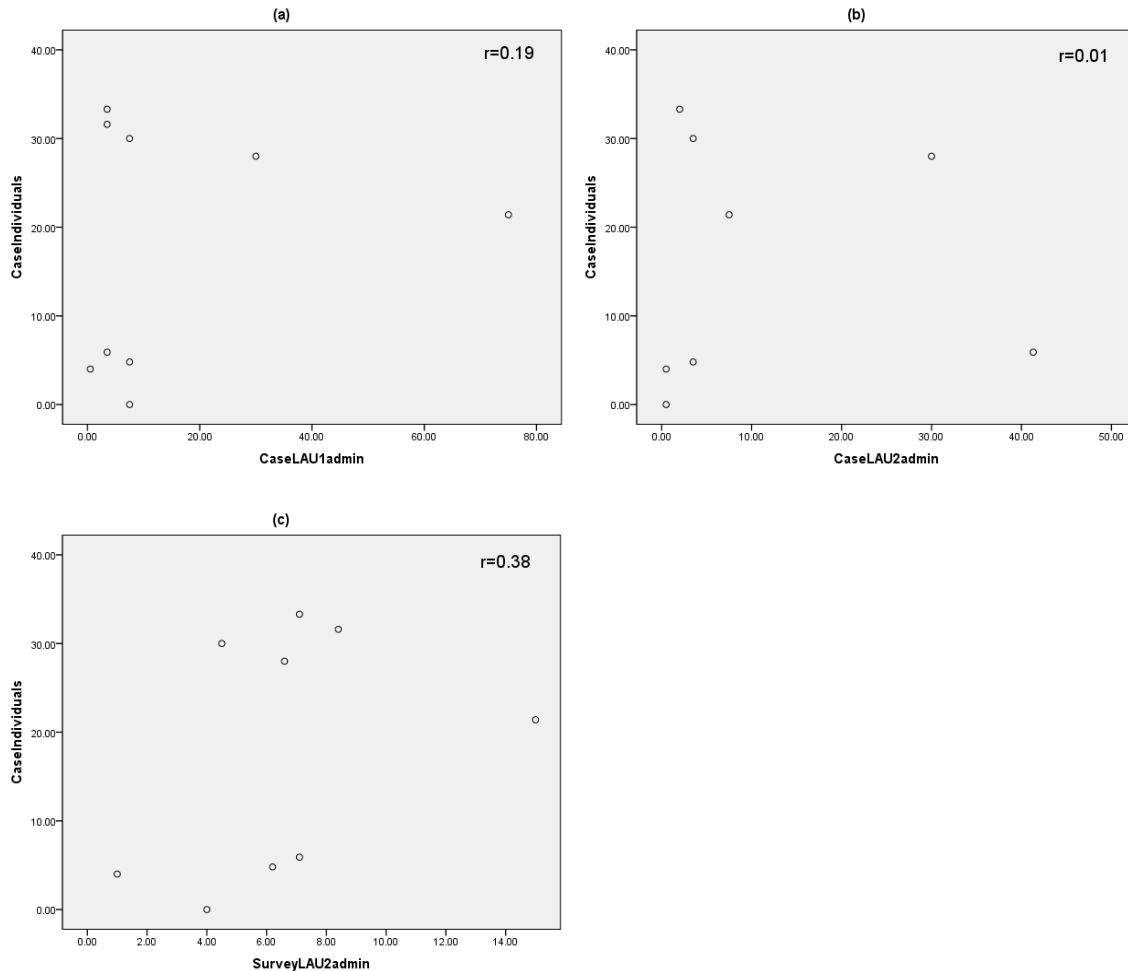 (a)
r=0.19
CaseIndividuals
40.00
30.00
20.00
10.00
0.00
0.00 20.00 40.00 60.00 80.00
CaseLAU1admin
(b)
r=0.01
CaseIndividuals
40.00
30.00
20.00
10.00
0.00
0.00 10.00 20.00 30.00 40.00 50.00
CaseLAU2admin
(c)
r=0.38
CaseIndividuals
40.00
30.00
20.00
10.00
0.00
0.00 2.00 4.00 6.00 8.00 10.00 12.00 14.00
SurveyLAU2admin